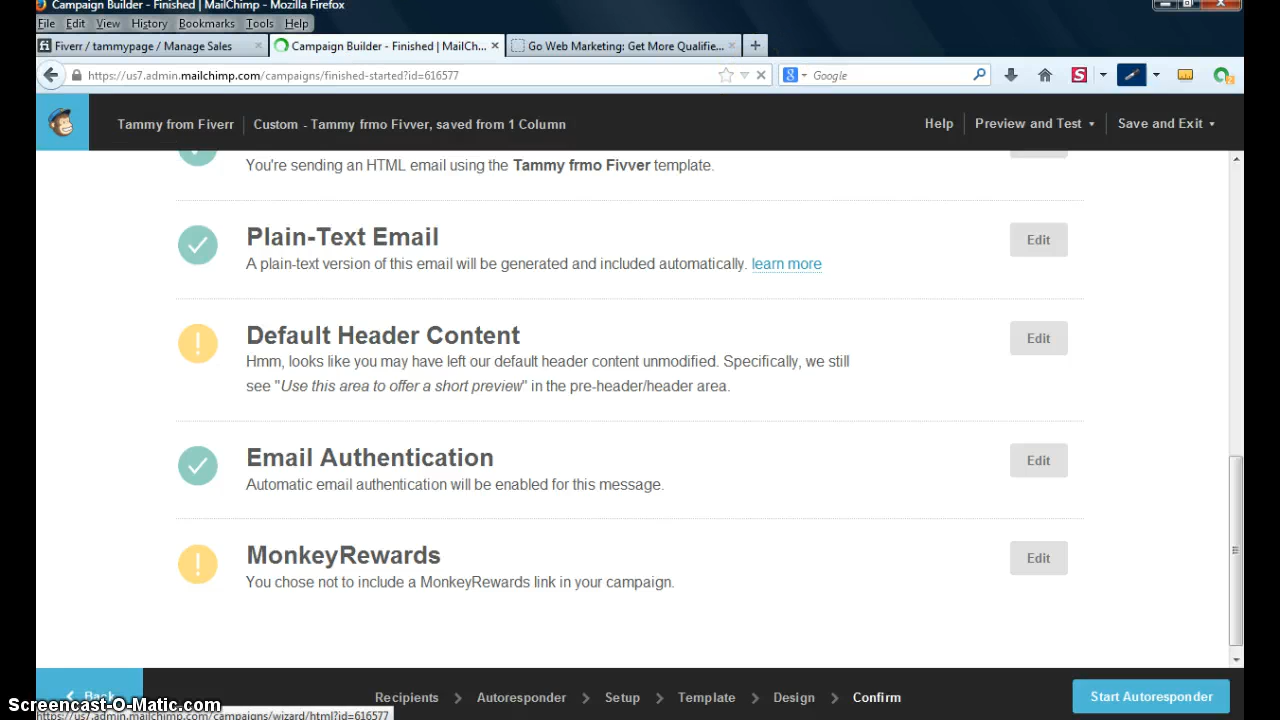 Campaign Builder - Finished | MailChimp - Mozilla Firefox
File Edit View History Bookmarks Tools Help
Fiverr / tammypage / Manage Sales
Campaign Builder - Finished | MailCh...
Go Web Marketing: Get More Qualifie...
https://us7.admin.mailchimp.com/campaigns/finished-started?id=616577
Google
Tammy from Fiverr
Custom - Tammy frmo Fivver, saved from 1 Column
Help
Preview and Test
Save and Exit
You're sending an HTML email using the Tammy frmo Fivver template.
Plain-Text Email
Edit
A plain-text version of this email will be generated and included automatically. learn more
Default Header Content
Edit
Hmm, looks like you may have left our default header content unmodified. Specifically, we still
see "Use this area to offer a short preview" in the pre-header/header area.
Email Authentication
Edit
Automatic email authentication will be enabled for this message.
MonkeyRewards
Edit
You chose not to include a MonkeyRewards link in your campaign.
Back
Recipients
Autoresponder
Setup
Template
Design
Confirm
Start Autoresponder
Screencast-O-Matic.com
https://us7.admin.mailchimp.com/campaigns/wizard/html?id=616577